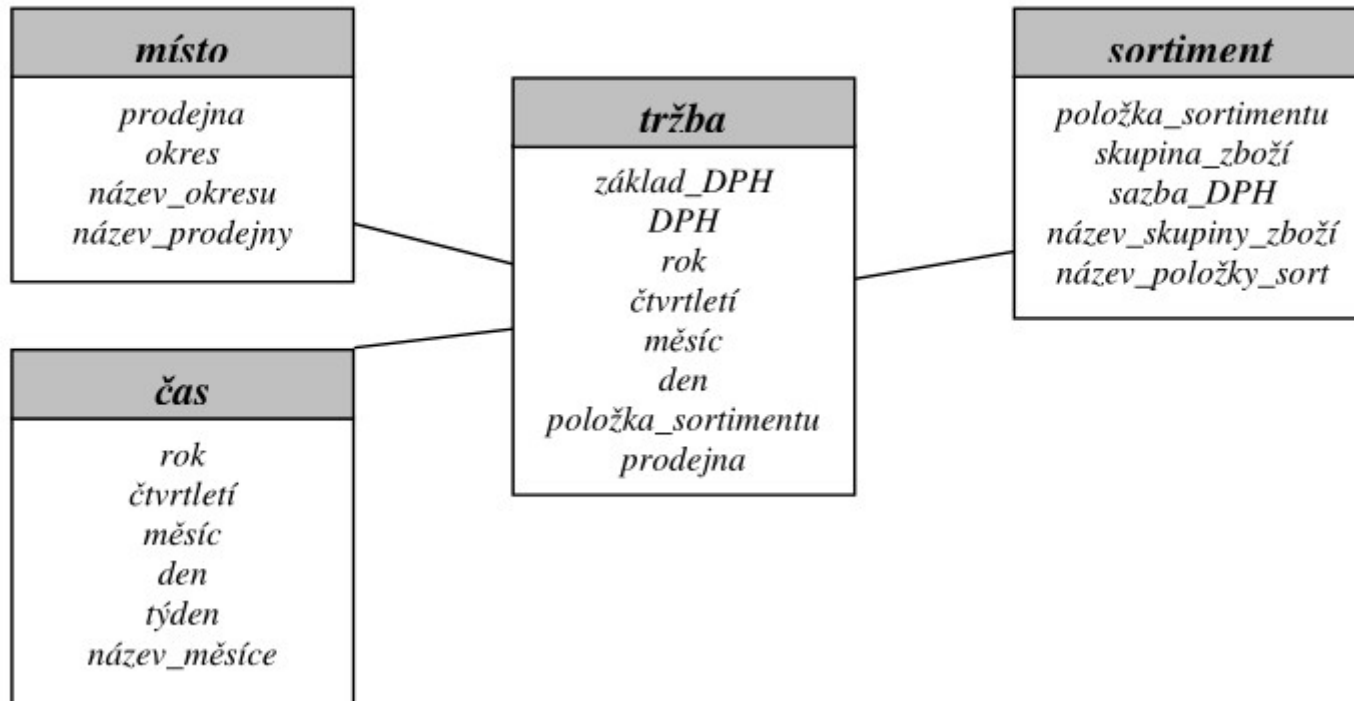 místo
prodejna
okres
název_okresu
název_prodejny
čas
rok
čtvrtletí
měsíc
den
týden
název_měsíce
tržba
základ_DPH
DPH
rok
čtvrtletí
měsíc
den
položka_sortimentu
prodejna
sortiment
položka_sortimentu
skupina_zboží
sazba_DPH
název_skupiny_zboží
název_položky_sort